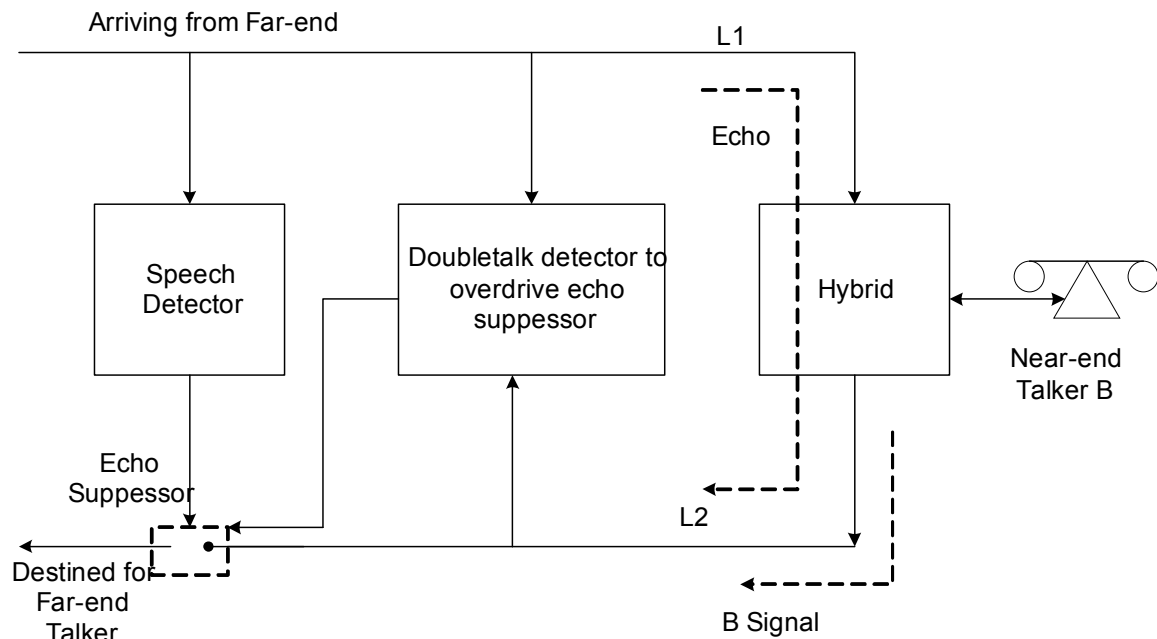 Arriving from Far-end
L1
Echo
Speech
Detector
Doubletalk detector to
overdrive echo
suppessor
Hybrid
Near-end
Talker B
Echo
Suppessor
L2
Destined for
Far-end
Talker
B Signal